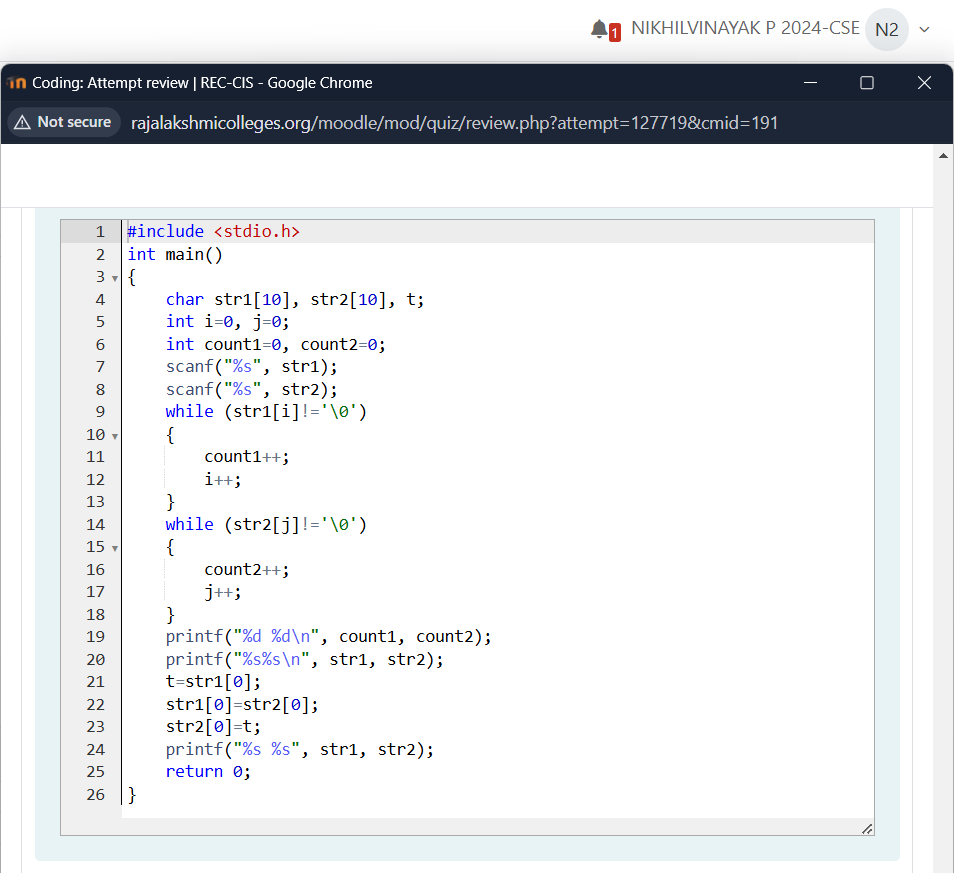 1 NIKHILVINAYAK P 2024-CSE N2
in Coding: Attempt review | REC-CIS - Google Chrome
Not secure rajalakshmicolleges.org/moodle/mod/quiz/review.php?attempt=127719&cmid=191
1 #include <stdio.h>
2 int main()
3 {
4     char str1[10], str2[10], t;
5     int i=0, j=0;
6     int count1=0, count2=0;
7     scanf("%s", str1);
8     scanf("%s", str2);
9     while (str1[i]!='\0')
10     {
11         count1++;
12         i++;
13     }
14     while (str2[j]!='\0')
15     {
16         count2++;
17         j++;
18     }
19     printf("%d %d\n", count1, count2);
20     printf("%s%s\n", str1, str2);
21     t=str1[0];
22     str1[0]=str2[0];
23     str2[0]=t;
24     printf("%s %s", str1, str2);
25     return 0;
26 }